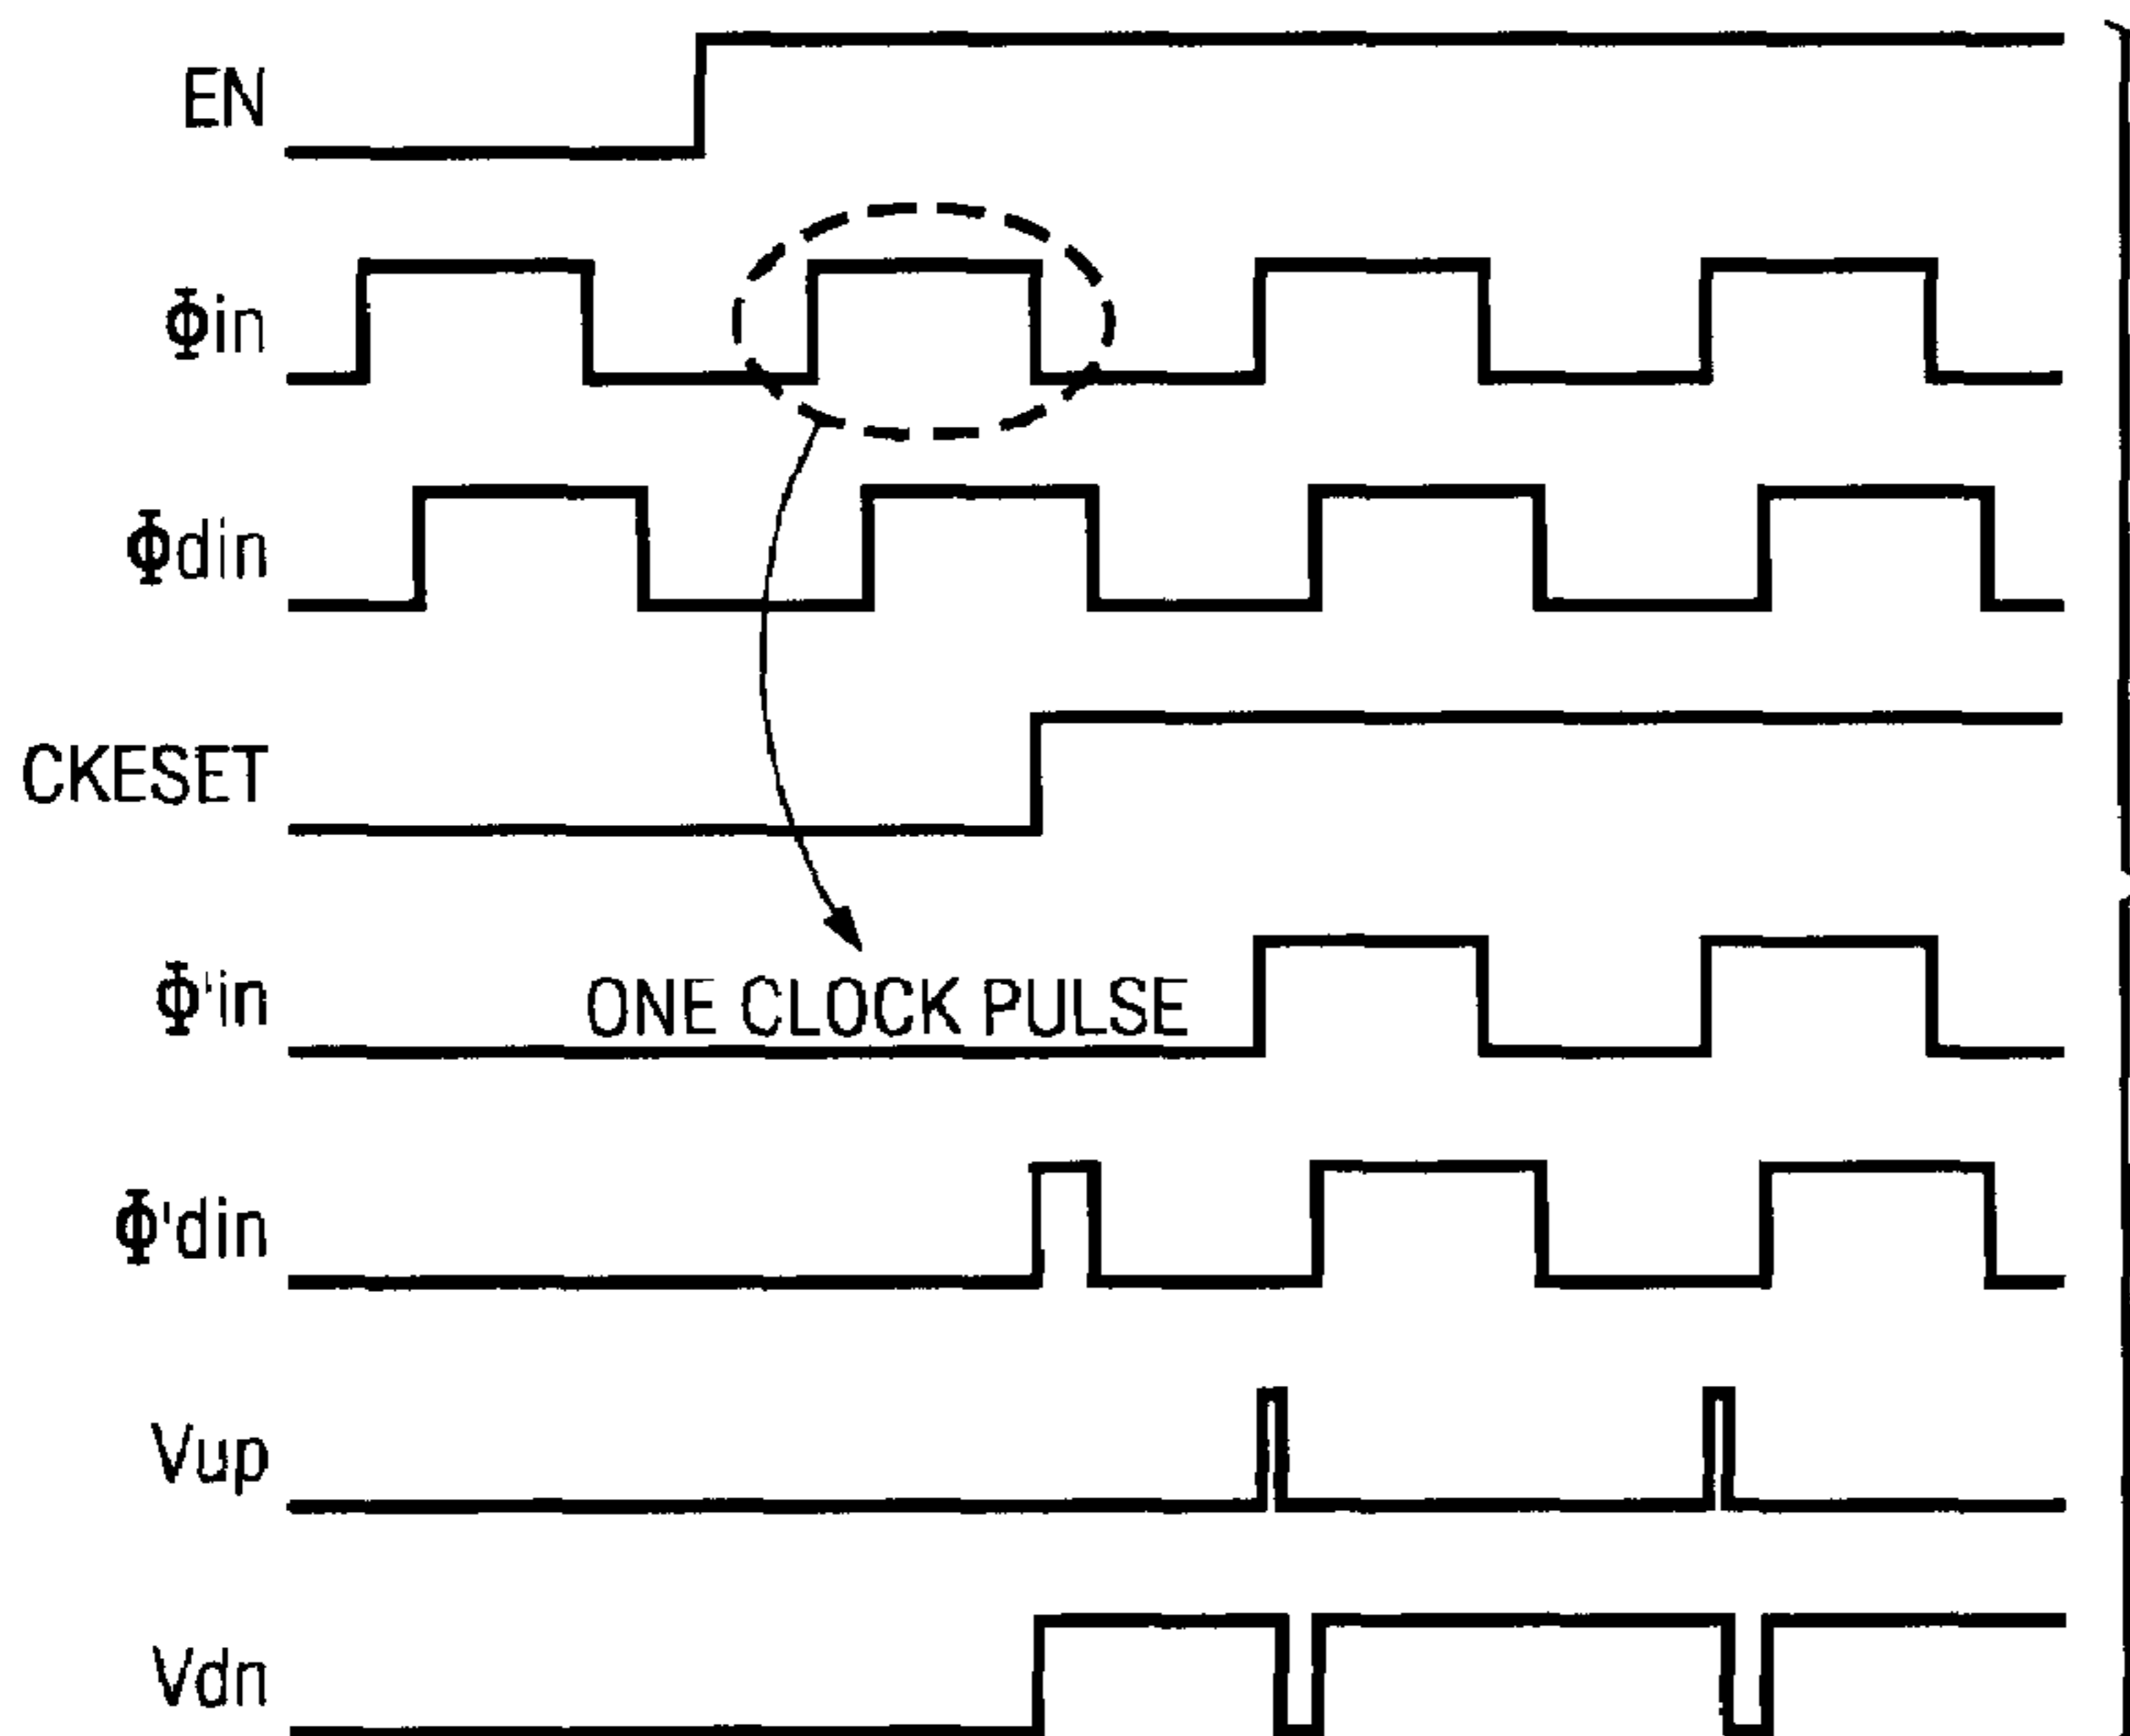 EN
Φin
Φdin
CKESET
Φ'in
ONE CLOCK PULSE
Φ'din
Vup
Vdn